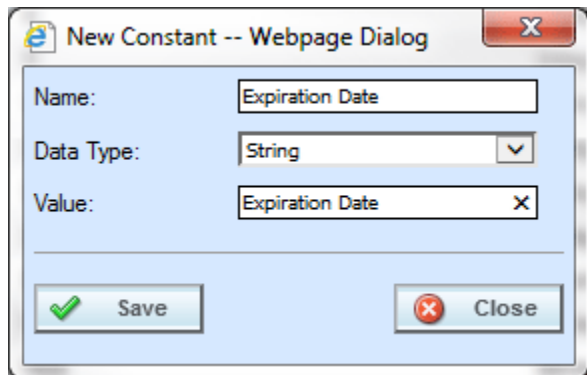 New Constant -- Webpage Dialog
Name: Expiration Date
Data Type: String
Value: Expiration Date
Save Close